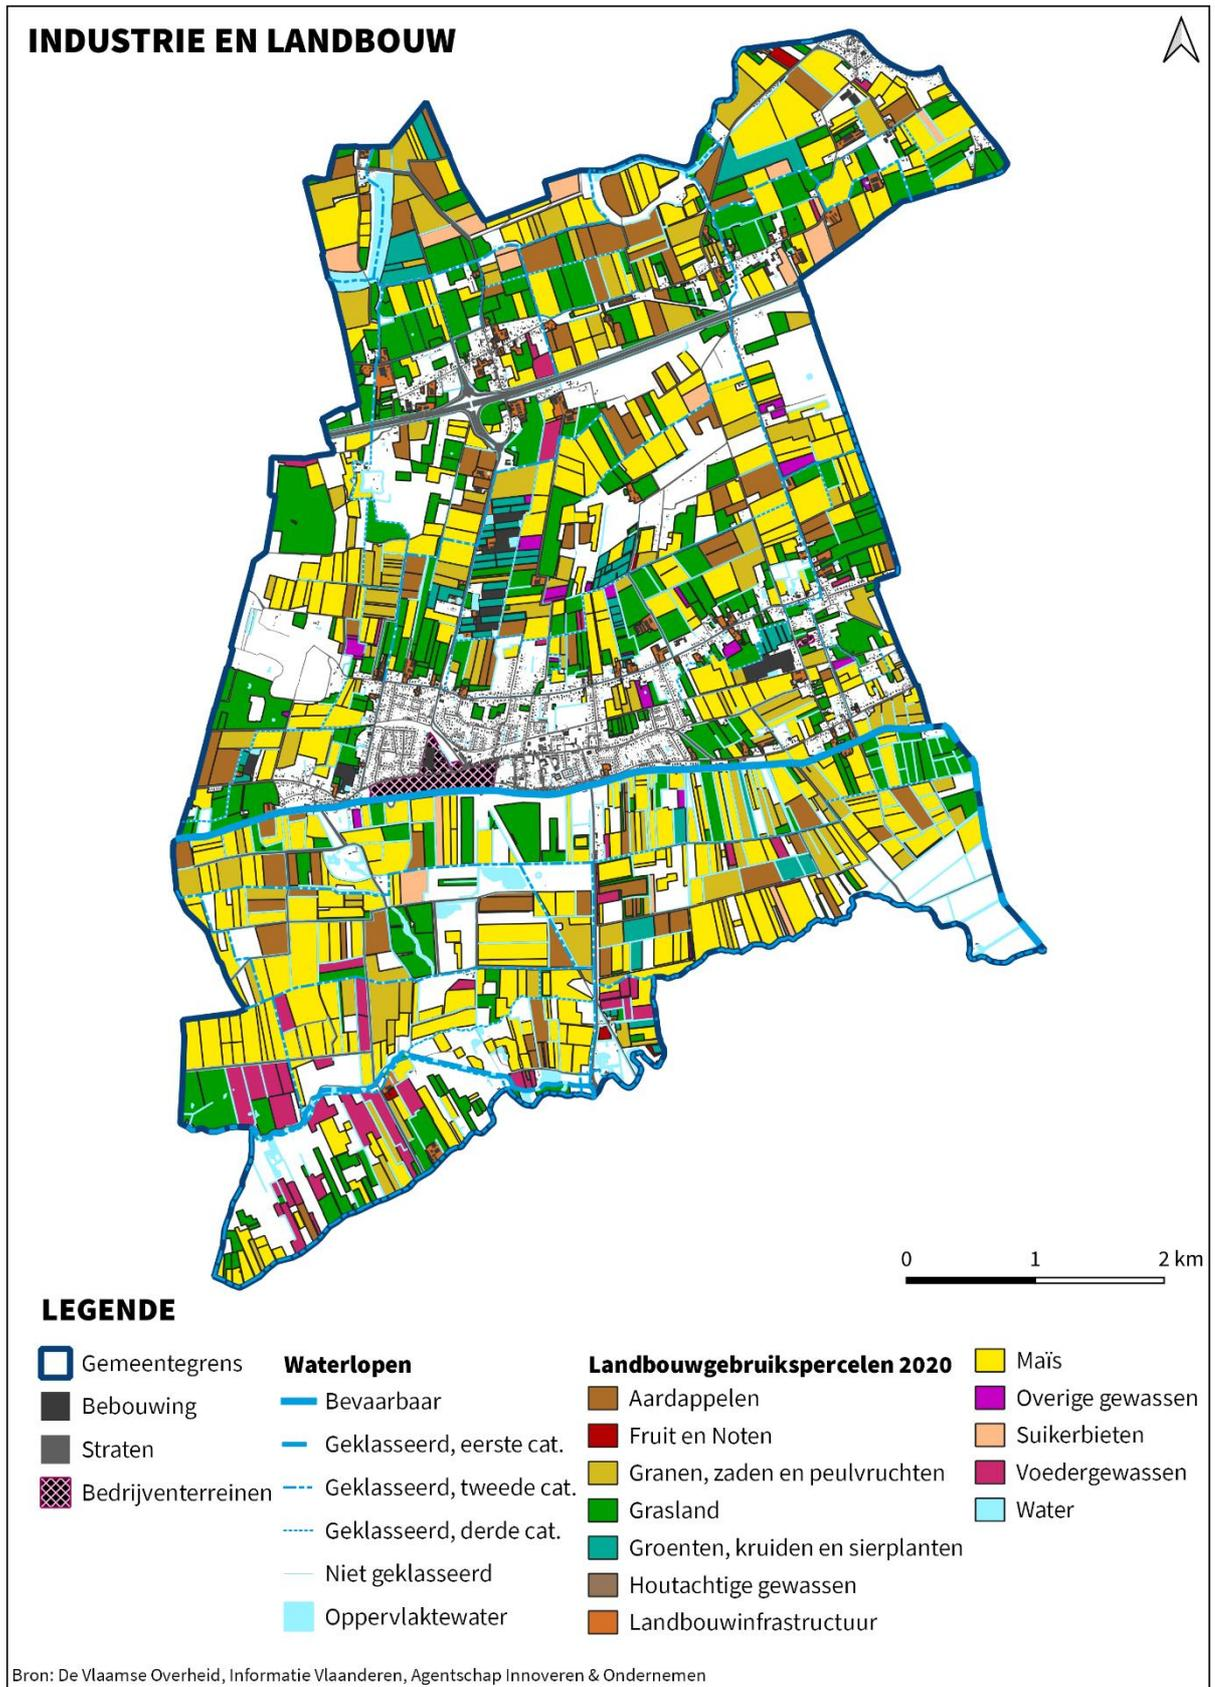 INDUSTRIE EN LANDBOUW
0 1 2 km
LEGENDE
Gemeentegrens
Bebouwing
Straten
Bedrijventerreinen
Waterlopen
Bevaarbaar
Geklasseerd, eerste cat.
Geklasseerd, tweede cat.
Geklasseerd, derde cat.
Niet geklasseerd
Oppervlaktewater
Landbouwgebruikspercelen 2020
Aardappelen
Fruit en Noten
Granen, zaden en peulvruchten
Grasland
Groenten, kruiden en sierplanten
Houtachtige gewassen
Landbouwinfrastructuur
Maïs
Overige gewassen
Suikerbieten
Voedergewassen
Water
Bron: De Vlaamse Overheid, Informatie Vlaanderen, Agentschap Innoveren & Ondernemen